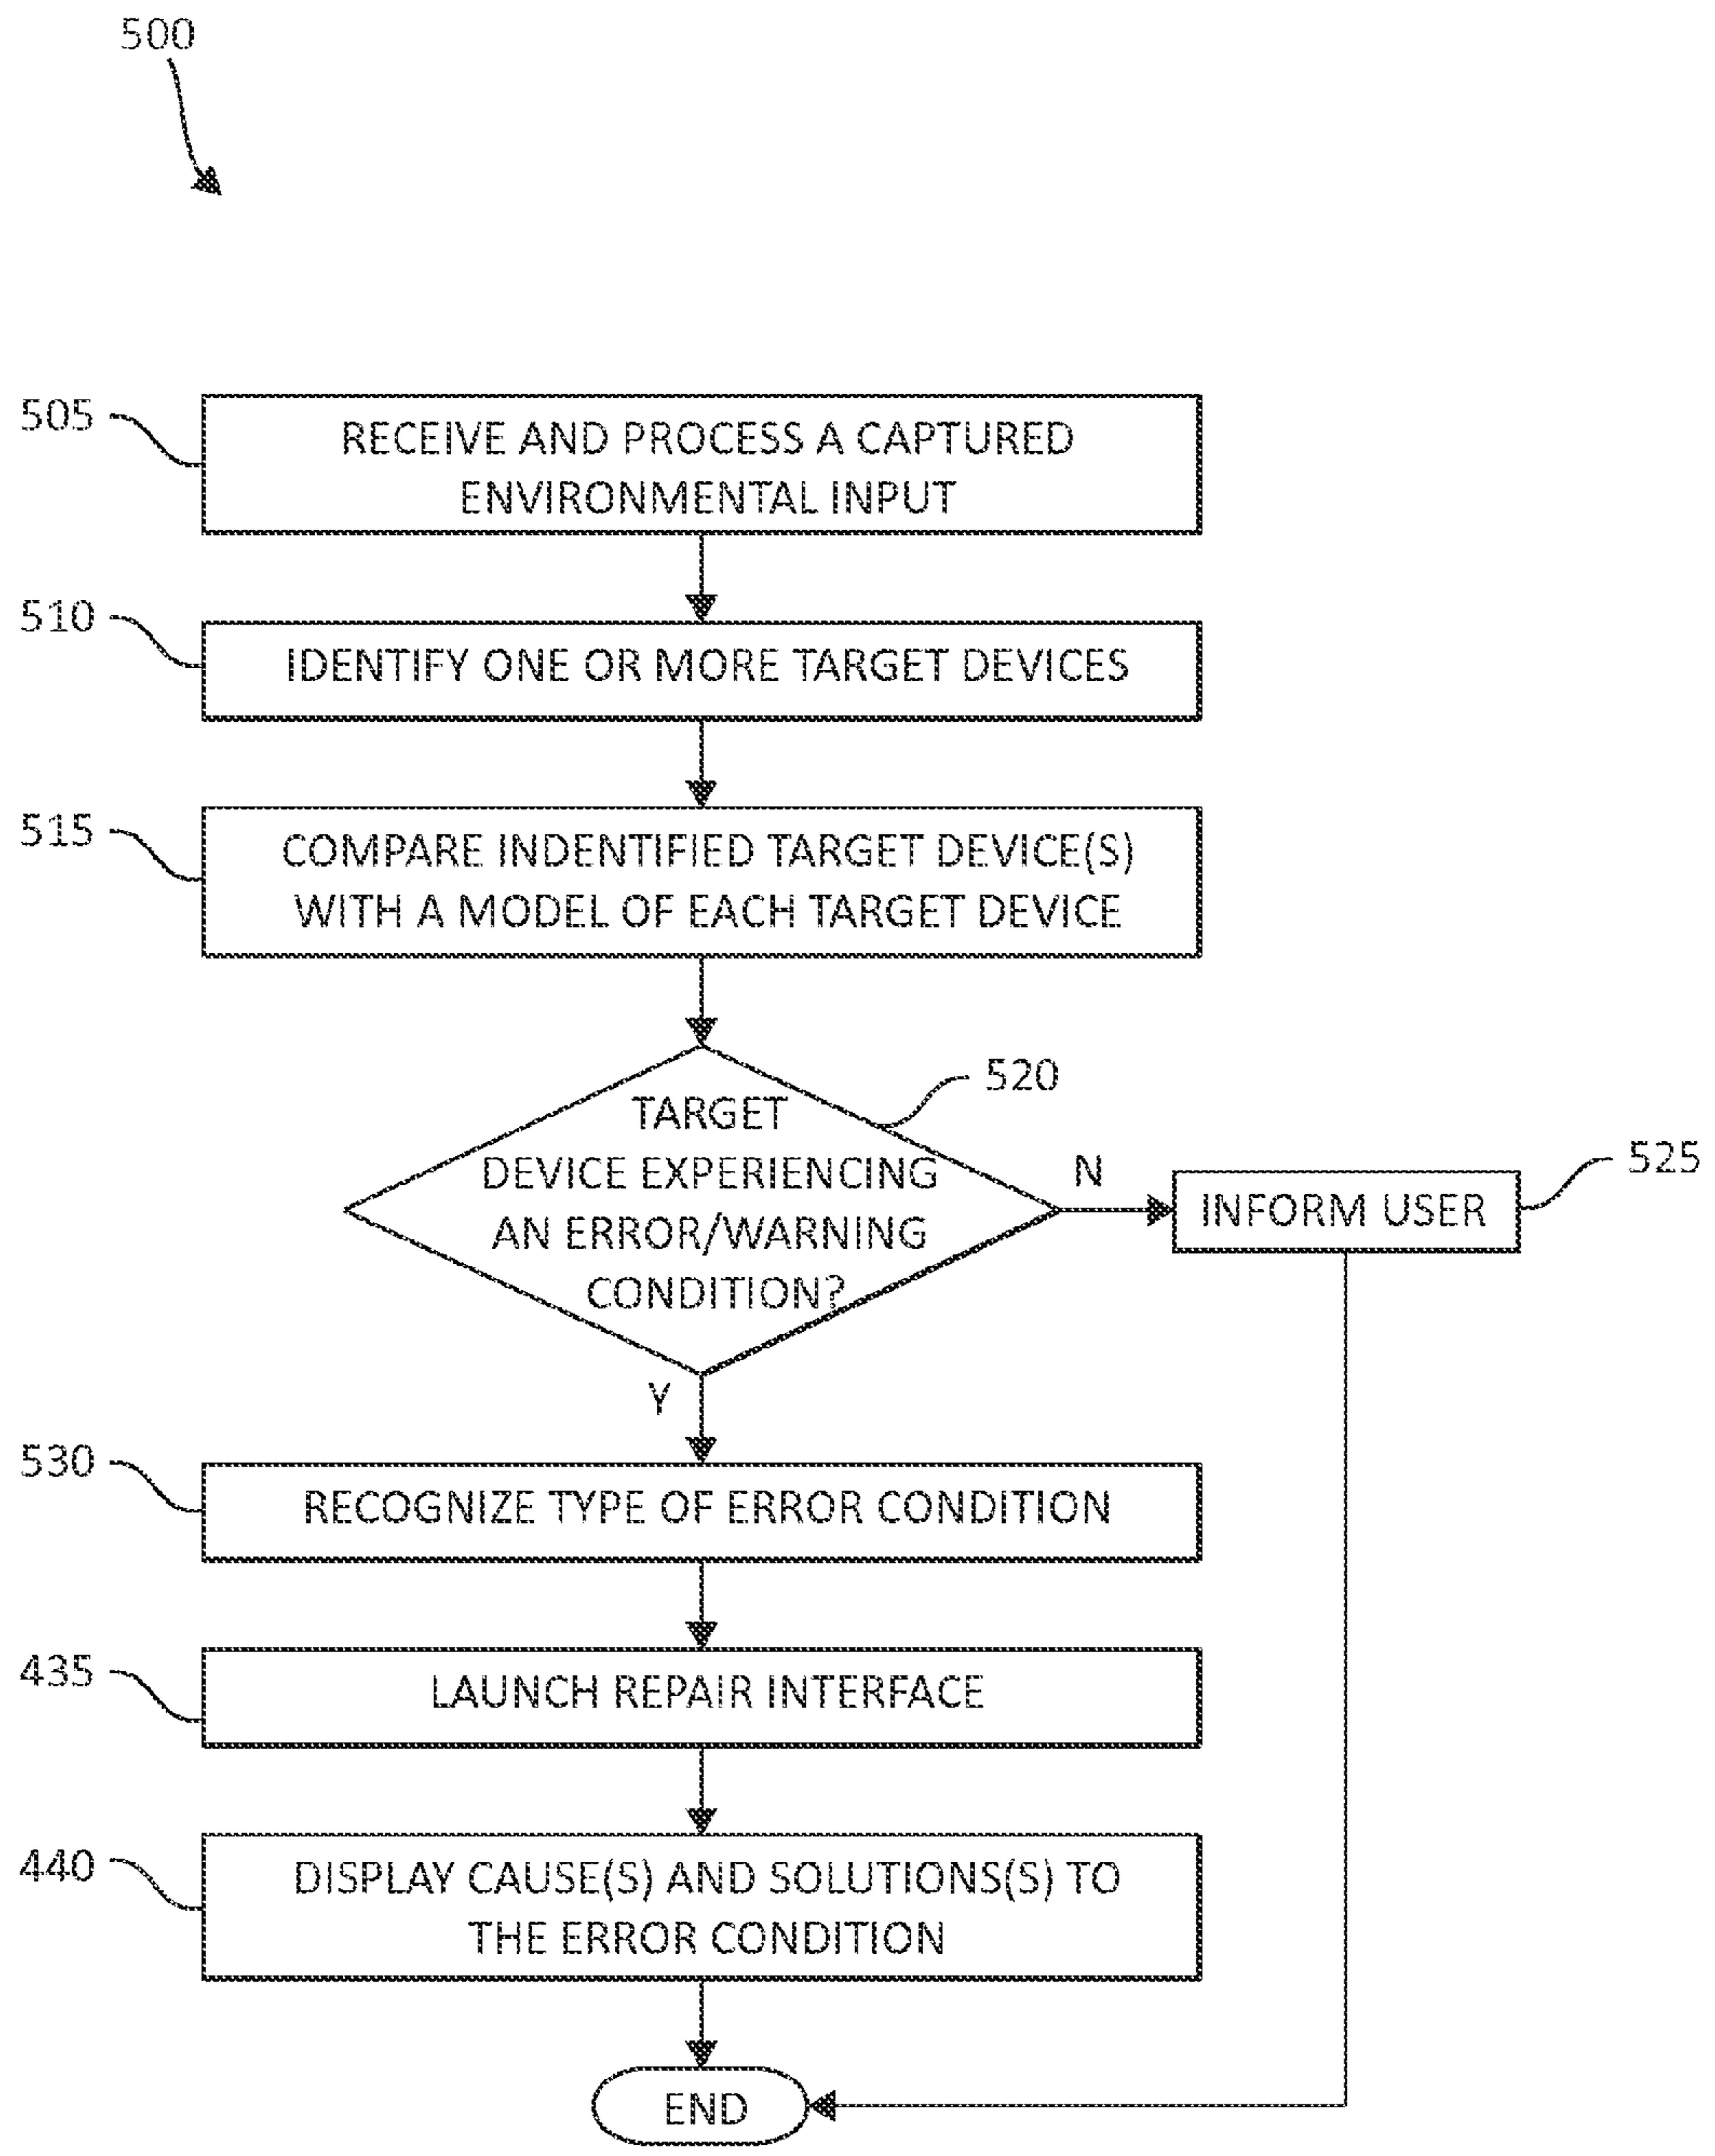 500
505
RECEIVE AND PROCESS A CAPTURED
ENVIRONMENTAL INPUT
510
IDENTIFY ONE OR MORE TARGET DEVICES
515
COMPARE INDENTIFIED TARGET DEVICE(S)
WITH A MODEL OF EACH TARGET DEVICE
520
TARGET
DEVICE EXPERIENCING
AN ERROR/WARNING
CONDITION?
N
525
INFORM USER
Y
530
RECOGNIZE TYPE OF ERROR CONDITION
435
LAUNCH REPAIR INTERFACE
440
DISPLAY CAUSE(S) AND SOLUTIONS(S) TO
THE ERROR CONDITION
END